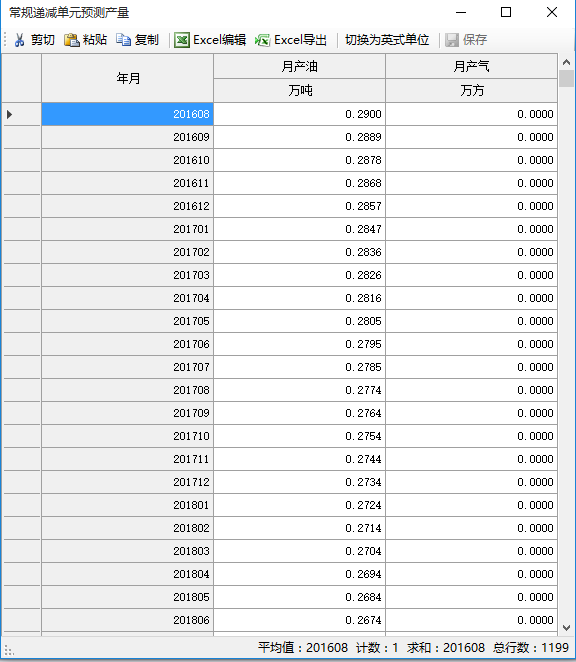 常规递减单元预测产量
剪切 粘贴 复制 Excel编辑 Excel导出 切换为英式单位 保存
年月 月产油 月产气
万吨 万方
201608 0.2900 0.0000
201609 0.2889 0.0000
201610 0.2878 0.0000
201611 0.2868 0.0000
201612 0.2857 0.0000
201701 0.2847 0.0000
201702 0.2836 0.0000
201703 0.2826 0.0000
201704 0.2816 0.0000
201705 0.2805 0.0000
201706 0.2795 0.0000
201707 0.2785 0.0000
201708 0.2774 0.0000
201709 0.2764 0.0000
201710 0.2754 0.0000
201711 0.2744 0.0000
201712 0.2734 0.0000
201801 0.2724 0.0000
201802 0.2714 0.0000
201803 0.2704 0.0000
201804 0.2694 0.0000
201805 0.2684 0.0000
201806 0.2674 0.0000
平均值：201608 计数：1 求和：201608 总行数：1199